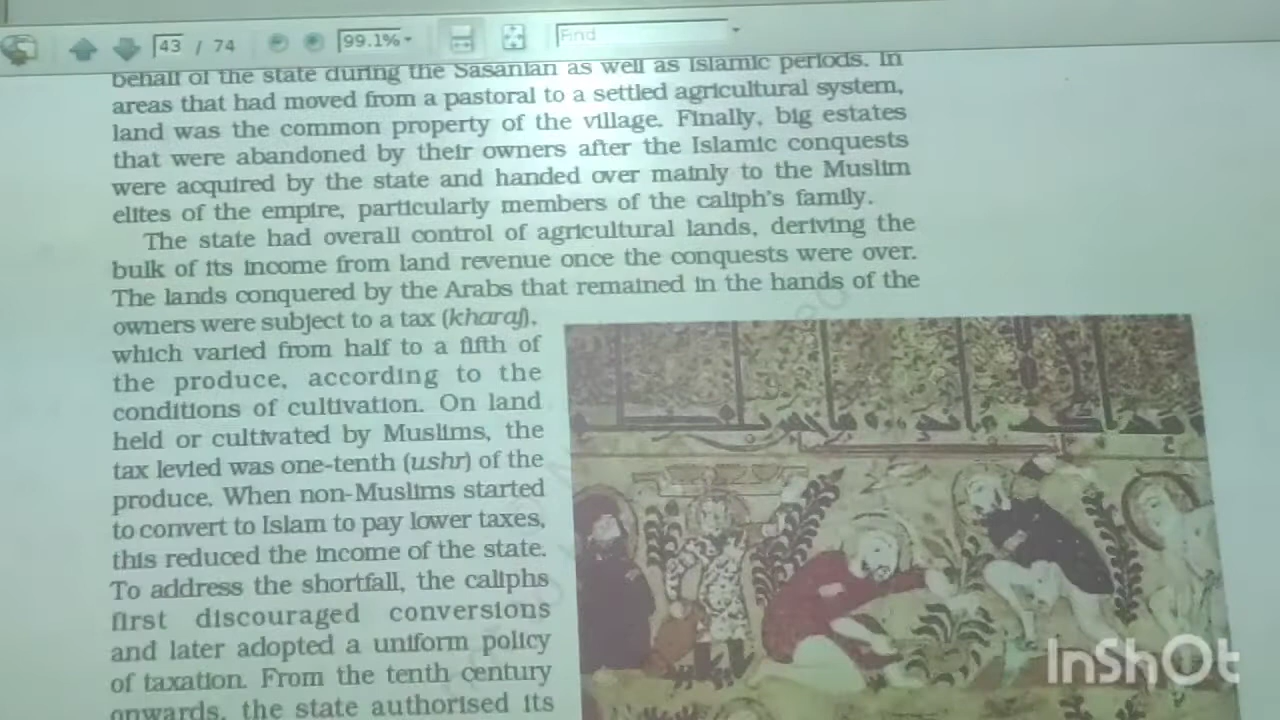 43 / 74
99.1%
Find
behalf of the state during the Sasanian as well as Islamic periods. In
areas that had moved from a pastoral to a settled agricultural system,
land was the common property of the village. Finally, big estates
that were abandoned by their owners after the Islamic conquests
were acquired by the state and handed over mainly to the Muslim
elites of the empire, particularly members of the caliph's family.
The state had overall control of agricultural lands, deriving the
bulk of its income from land revenue once the conquests were over.
The lands conquered by the Arabs that remained in the hands of the
owners were subject to a tax (kharaj),
which varied from half to a fifth of
the produce, according to the
conditions of cultivation. On land
held or cultivated by Muslims, the
tax levied was one-tenth (ushr) of the
produce. When non-Muslims started
to convert to Islam to pay lower taxes,
this reduced the income of the state.
To address the shortfall, the caliphs
first discouraged conversions
and later adopted a uniform policy
of taxation. From the tenth century
onwards, the state authorised its
InShOt